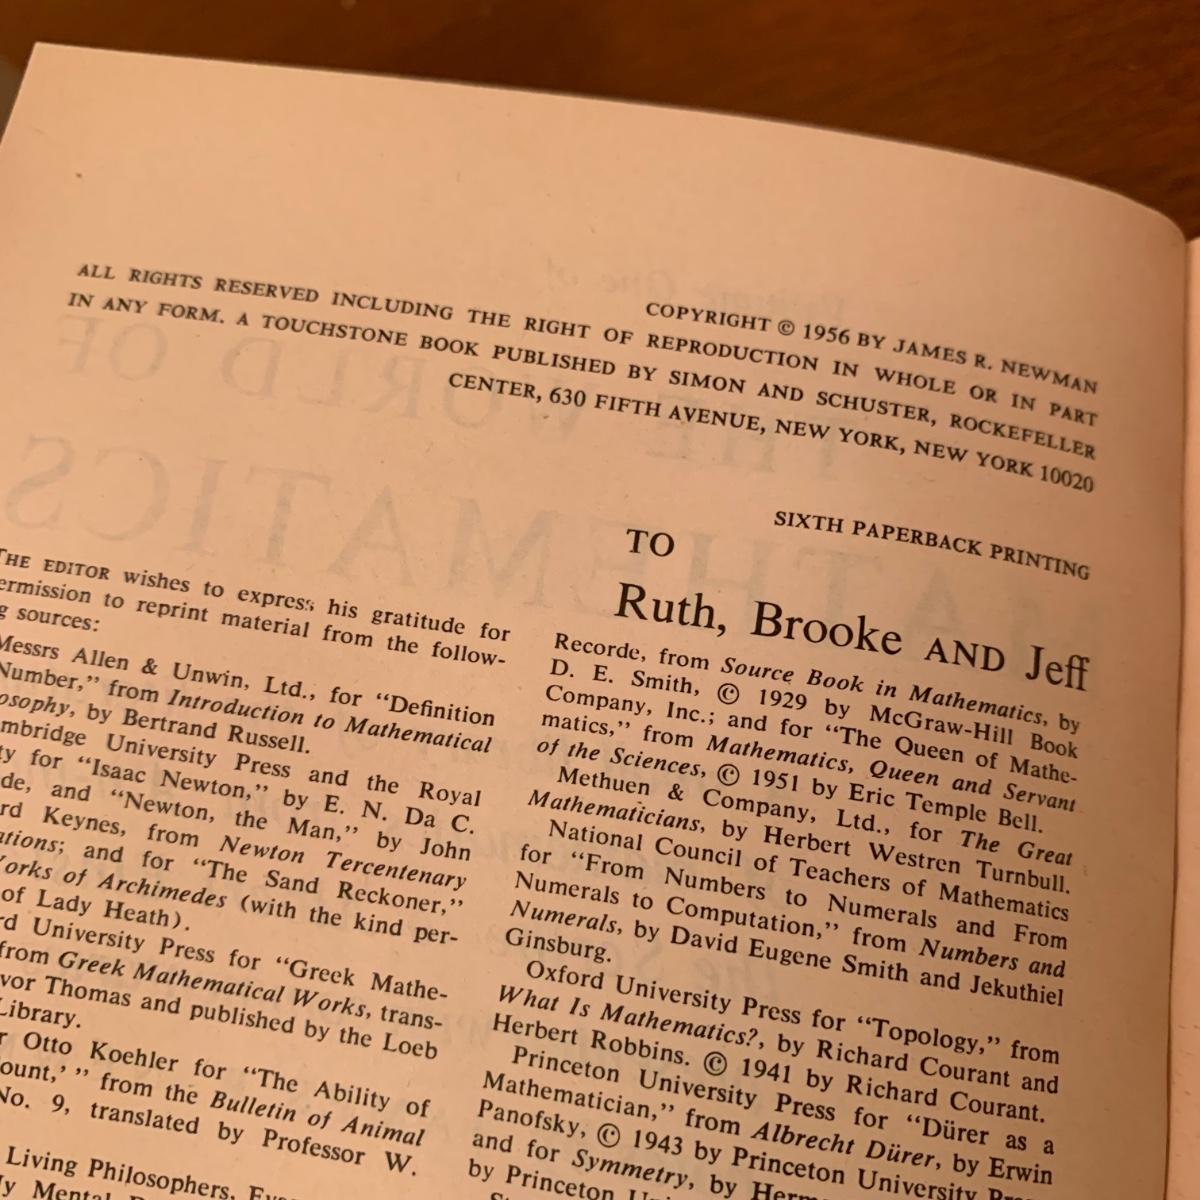 COPYRIGHT © 1956 BY JAMES R. NEWMAN
ALL RIGHTS RESERVED INCLUDING THE RIGHT OF REPRODUCTION IN WHOLE OR IN PART
IN ANY FORM. A TOUCHSTONE BOOK PUBLISHED BY SIMON AND SCHUSTER, ROCKEFELLER
CENTER, 630 FIFTH AVENUE, NEW YORK, NEW YORK 10020
SIXTH PAPERBACK PRINTING
TO
Ruth, Brooke AND Jeff
THE EDITOR wishes to express his gratitude for
ermission to reprint material from the follow-
g sources:
Messrs Allen & Unwin, Ltd., for “Definition
Number,” from Introduction to Mathematical
osophy, by Bertrand Russell.
mbridge University Press and the Royal
ty for “Isaac Newton,” by E. N. Da C.
de, and “Newton, the Man,” by John
rd Keynes, from Newton Tercentenary
ations; and for “The Sand Reckoner,”
orks of Archimedes (with the kind per-
of Lady Heath).
rd University Press for “Greek Mathe-
from Greek Mathematical Works, trans-
vor Thomas and published by the Loeb
Library.
r Otto Koehler for “The Ability of
ount,’ ” from the Bulletin of Animal
No. 9, translated by Professor W.
Living Philosophers,
y Mental
Recorde, from Source Book in Mathematics, by
D. E. Smith, © 1929 by McGraw-Hill Book
Company, Inc.; and for “The Queen of Mathe-
matics,” from Mathematics, Queen and Servant
of the Sciences, © 1951 by Eric Temple Bell.
Methuen & Company, Ltd., for The Great
Mathematicians, by Herbert Westren Turnbull.
National Council of Teachers of Mathematics
for “From Numbers to Numerals and From
Numerals to Computation,” from Numbers and
Numerals, by David Eugene Smith and Jekuthiel
Ginsburg.
Oxford University Press for “Topology,” from
What Is Mathematics?, by Richard Courant and
Herbert Robbins. © 1941 by Richard Courant.
Princeton University Press for “Dürer as a
Mathematician,” from Albrecht Dürer, by Erwin
Panofsky, © 1943 by Princeton University
and for Symmetry, by Herm
by Princeton